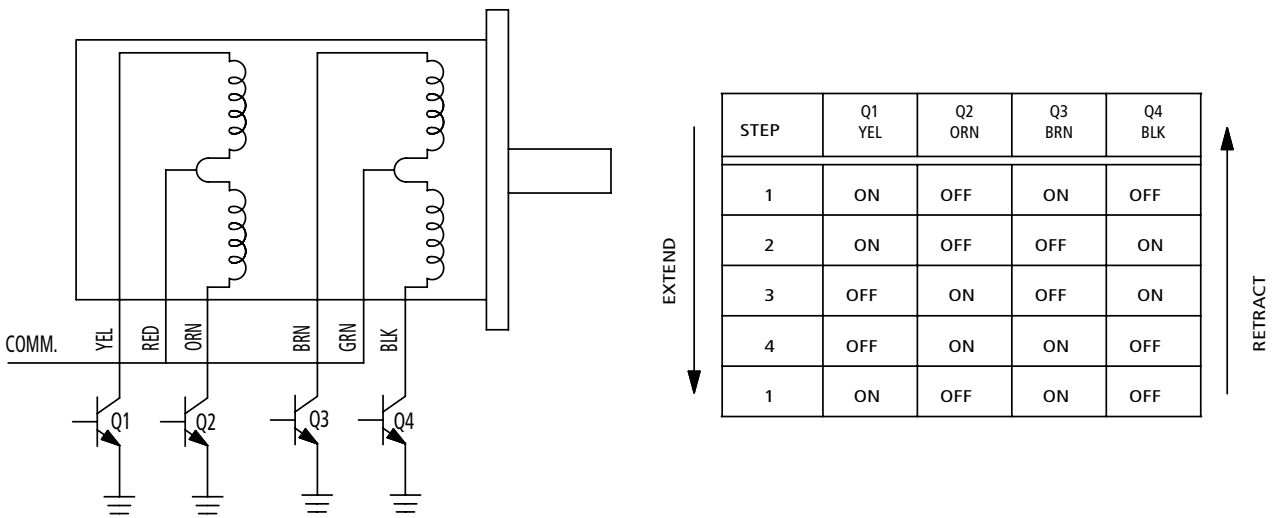 COMM.
YEL
RED
ORN
BRN
GRN
BLK
Q1
Q2
Q3
Q4
EXTEND
STEP Q1 YEL Q2 ORN Q3 BRN Q4 BLK
1 ON OFF ON OFF
2 ON OFF OFF ON
3 OFF ON OFF ON
4 OFF ON ON OFF
1 ON OFF ON OFF
RETRACT